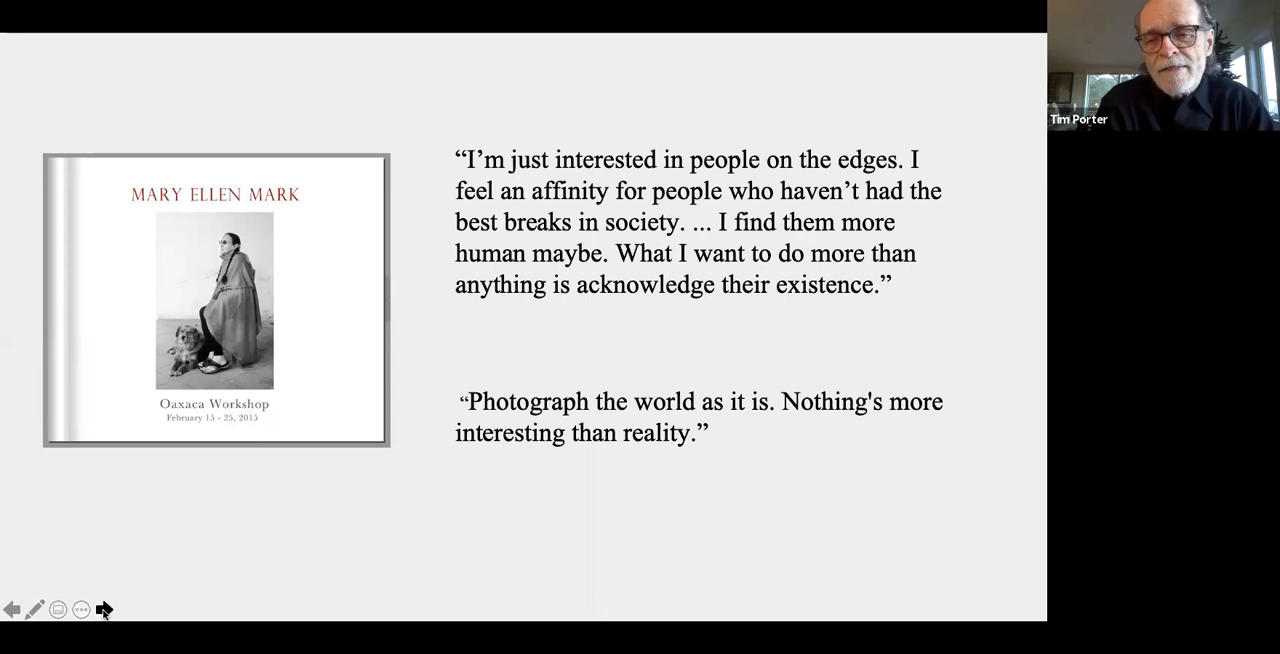 Tim Porter
MARY ELLEN MARK
Oaxaca Workshop
February 15 - 25, 2015
“I’m just interested in people on the edges. I
feel an affinity for people who haven’t had the
best breaks in society. ... I find them more
human maybe. What I want to do more than
anything is acknowledge their existence.”
“Photograph the world as it is. Nothing's more
interesting than reality.”